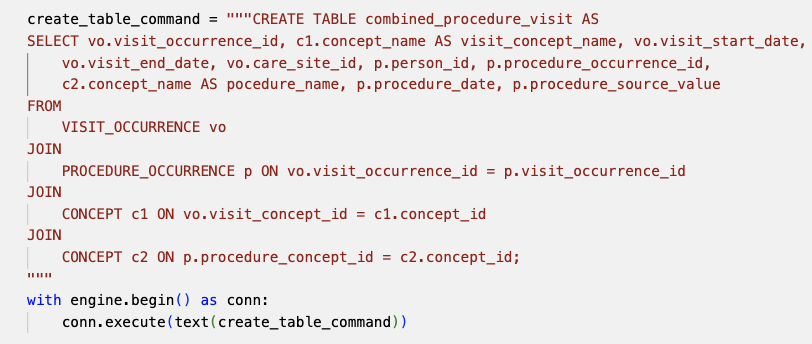 create_table_command = """CREATE TABLE combined_procedure_visit AS
SELECT vo.visit_occurrence_id, c1.concept_name AS visit_concept_name, vo.visit_start_date,
    vo.visit_end_date, vo.care_site_id, p.person_id, p.procedure_occurrence_id,
    c2.concept_name AS pocedure_name, p.procedure_date, p.procedure_source_value
FROM
    VISIT_OCCURRENCE vo
JOIN
    PROCEDURE_OCCURRENCE p ON vo.visit_occurrence_id = p.visit_occurrence_id
JOIN
    CONCEPT c1 ON vo.visit_concept_id = c1.concept_id
JOIN
    CONCEPT c2 ON p.procedure_concept_id = c2.concept_id;
"""
with engine.begin() as conn:
    conn.execute(text(create_table_command))